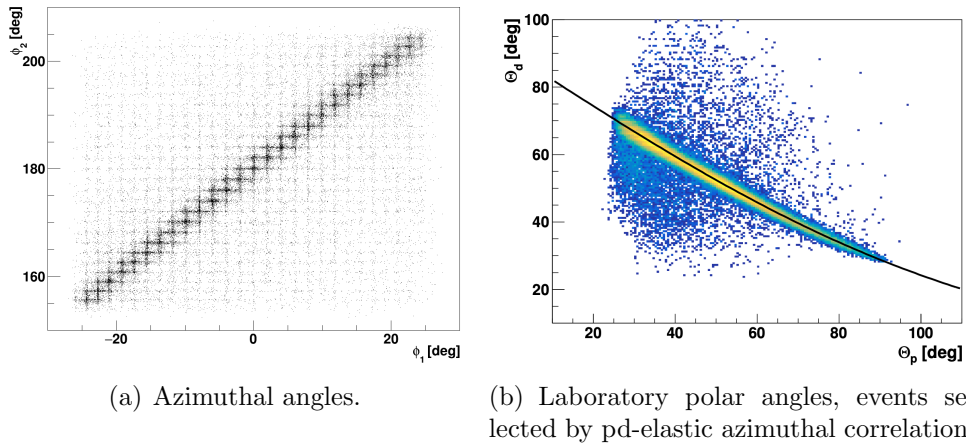 ϕ₂ [deg]
200
180
160
−20
0
20
ϕ₁ [deg]
Θd [deg]
100
80
60
40
20
20
40
60
80
100
Θp [deg]
(a) Azimuthal angles.
(b) Laboratory polar angles, events se
lected by pd-elastic azimuthal correlation